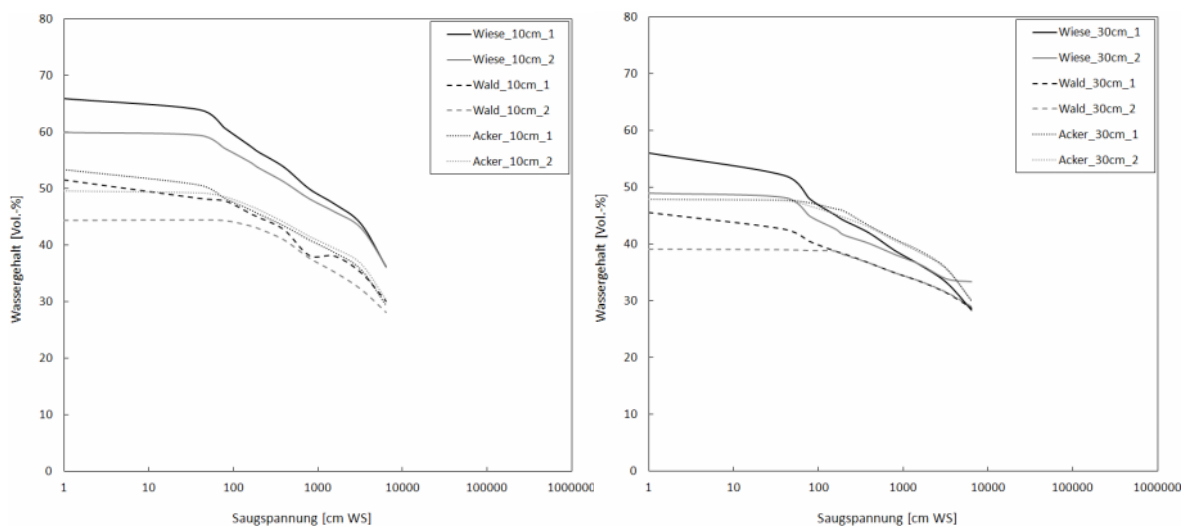 80
70
60
50
40
30
20
10
0
Wassergehalt [Vol.-%]
Wiese_10cm_1
Wiese_10cm_2
Wald_10cm_1
Wald_10cm_2
Acker_10cm_1
Acker_10cm_2
1 10 100 1000 10000 100000 1000000
Saugspannung [cm WS]
80
70
60
50
40
30
20
10
0
Wassergehalt [Vol.-%]
Wiese_30cm_1
Wiese_30cm_2
Wald_30cm_1
Wald_30cm_2
Acker_30cm_1
Acker_30cm_2
1 10 100 1000 10000 100000 1000000
Saugspannung [cm WS]